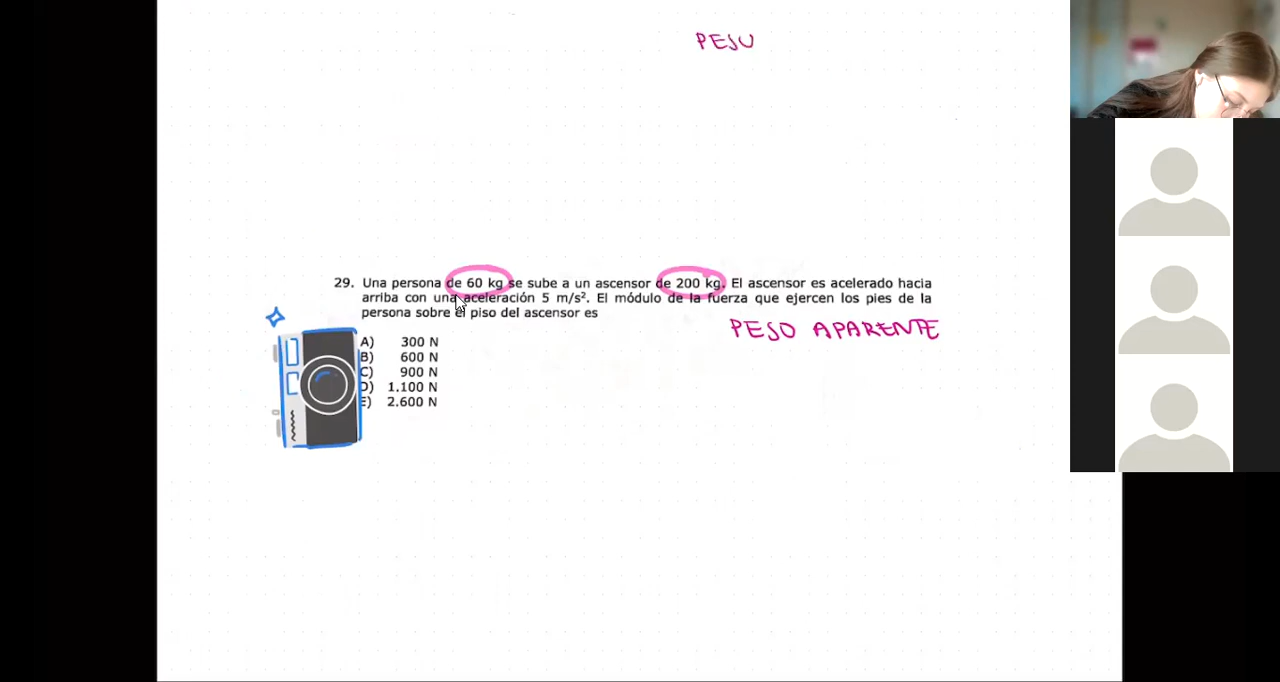 PESO
29. Una persona de 60 kg se sube a un ascensor de 200 kg. El ascensor es acelerado hacia
arriba con una aceleración 5 m/s². El módulo de la fuerza que ejercen los pies de la
persona sobre el piso del ascensor es
PESO APARENTE
A) 300 N
B) 600 N
C) 900 N
D) 1.100 N
E) 2.600 N